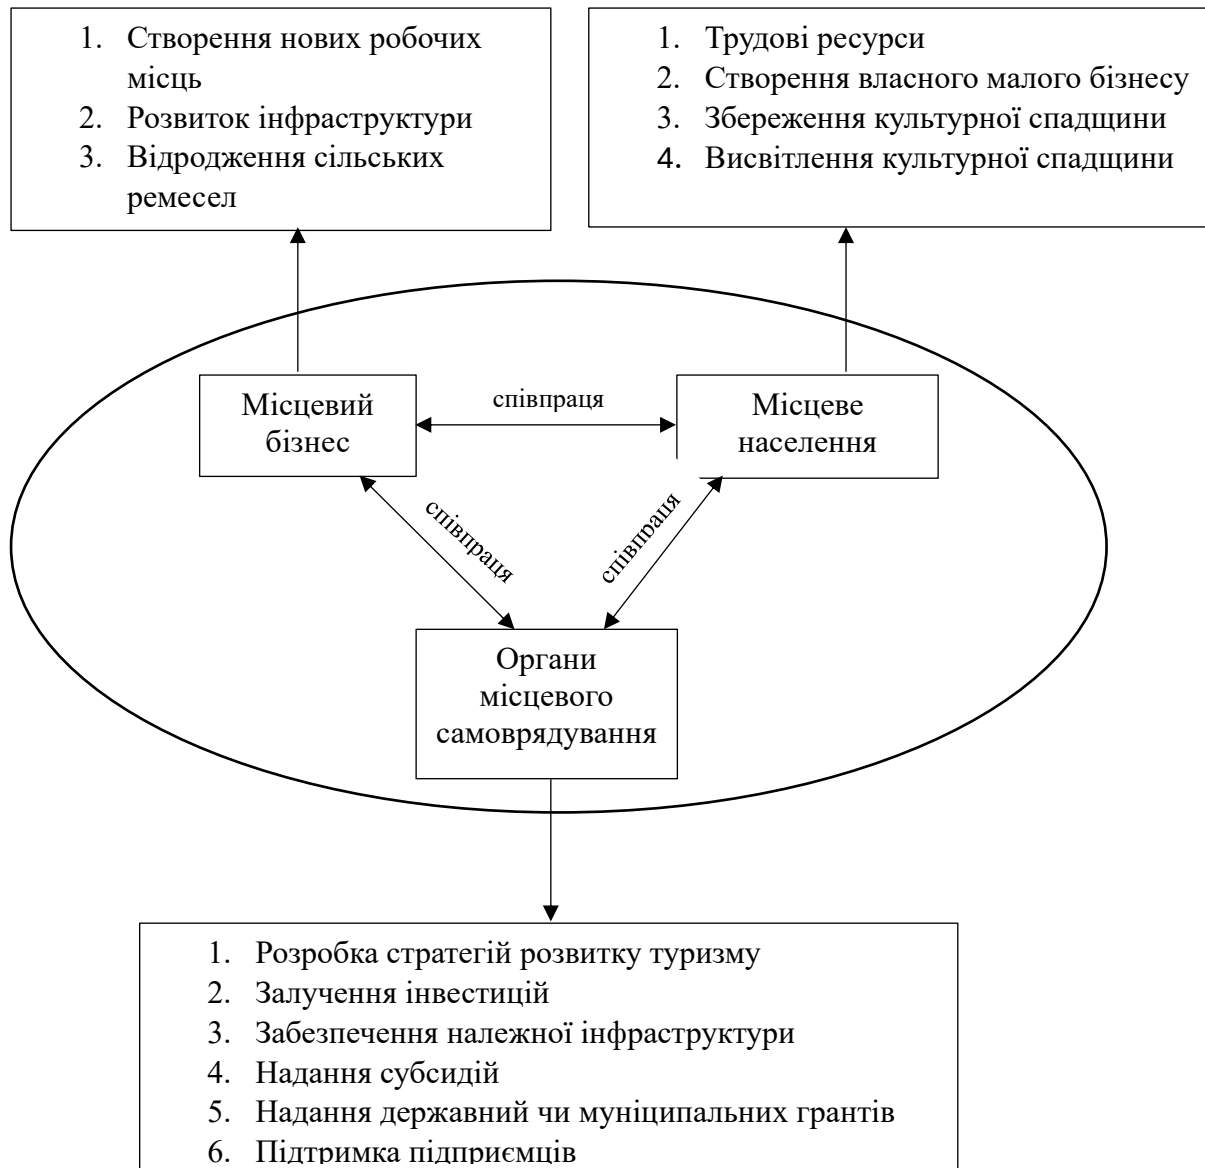 1. Створення нових робочих
місць
2. Розвиток інфраструктури
3. Відродження сільських
ремесел
1. Трудові ресурси
2. Створення власного малого бізнесу
3. Збереження культурної спадщини
4. Висвітлення культурної спадщини
Місцевий
бізнес
співпраця
Місцеве
населення
співпраця
співпраця
Органи
місцевого
самоврядування
1. Розробка стратегій розвитку туризму
2. Залучення інвестицій
3. Забезпечення належної інфраструктури
4. Надання субсидій
5. Надання державний чи муніципальних грантів
6. Підтримка підприємців